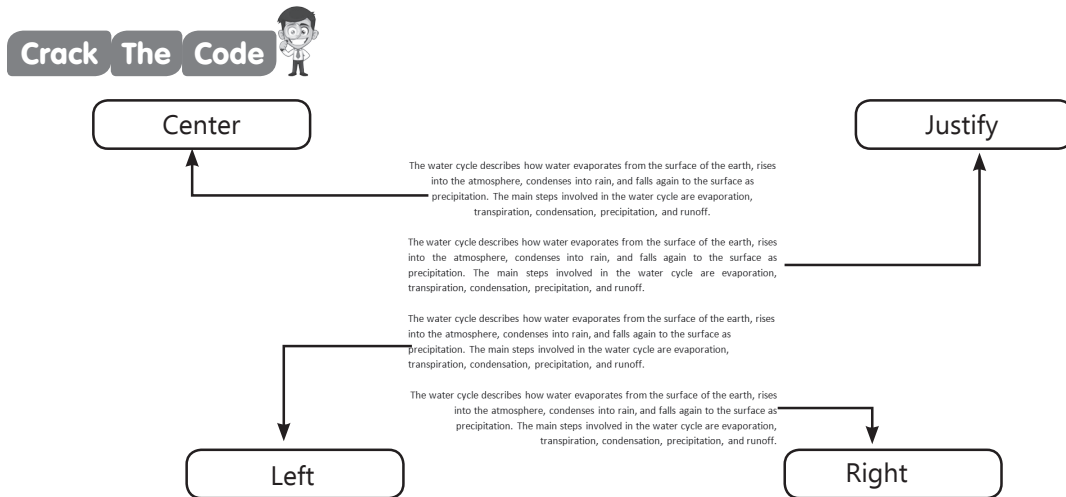 Crack The Code
Center
Justify
The water cycle describes how water evaporates from the surface of the earth, rises
into the atmosphere, condenses into rain, and falls again to the surface as
precipitation. The main steps involved in the water cycle are evaporation,
transpiration, condensation, precipitation, and runoff.
The water cycle describes how water evaporates from the surface of the earth, rises
into the atmosphere, condenses into rain, and falls again to the surface as
precipitation. The main steps involved in the water cycle are evaporation,
transpiration, condensation, precipitation, and runoff.
The water cycle describes how water evaporates from the surface of the earth, rises
into the atmosphere, condenses into rain, and falls again to the surface as
precipitation. The main steps involved in the water cycle are evaporation,
transpiration, condensation, precipitation, and runoff.
The water cycle describes how water evaporates from the surface of the earth, rises
into the atmosphere, condenses into rain, and falls again to the surface as
precipitation. The main steps involved in the water cycle are evaporation,
transpiration, condensation, precipitation, and runoff.
Left
Right